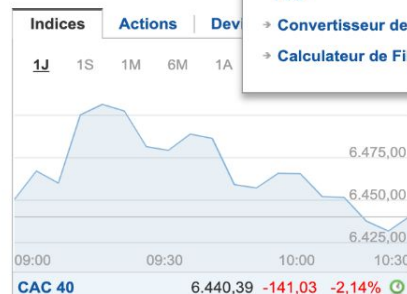 Indices Actions
Convertisseur de
Calculateur de
1J 1S 1M 6M 1A
6.475,00
6.450,00
6.425,00
09:00 09:30 10:00 10:30
CAC 40 6.440,39 -141,03 -2,14%